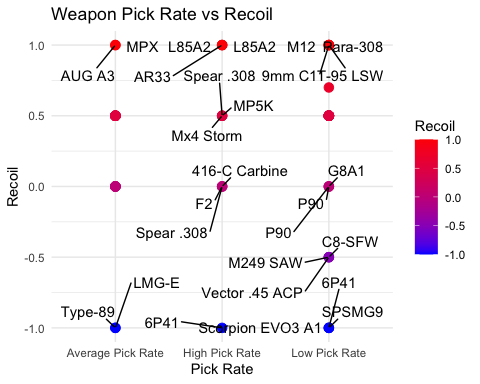 Weapon Pick Rate vs Recoil
1.0
MPX
L85A2
L85A2
M12
Para-308
AUG A3
AR33
Spear .308
9mm C1
T-95 LSW
0.5
MP5K
Mx4 Storm
416-C Carbine
G8A1
0.0
F2
P90
Spear .308
P90
C8-SFW
-0.5
M249 SAW
LMG-E
Vector .45 ACP
6P41
Type-89
6P41
Scorpion EVO3 A1
SPSMG9
-1.0
Average Pick Rate
High Pick Rate
Low Pick Rate
Pick Rate
Recoil
Recoil
1.0
0.5
0.0
-0.5
-1.0